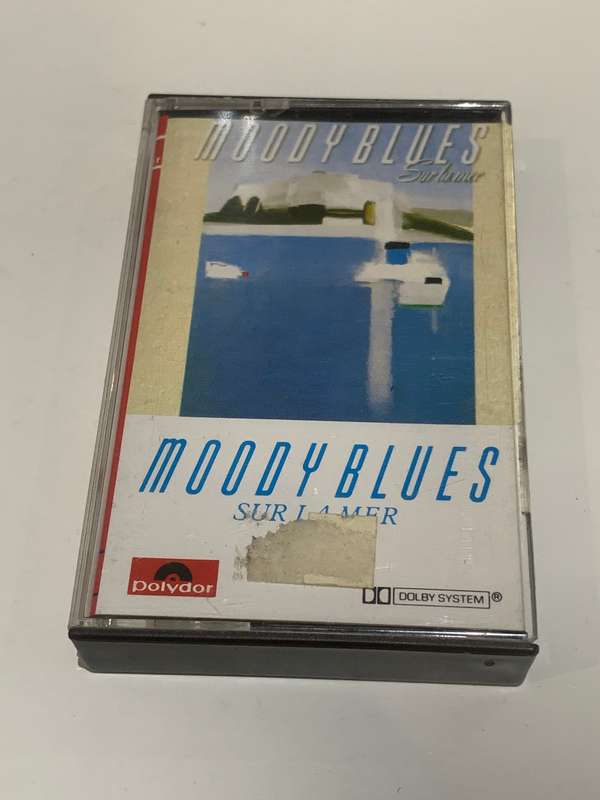 MOODY BLUES
Sur la mer
MOODY BLUES
SUR LA MER
polydor
DOLBY SYSTEM ®